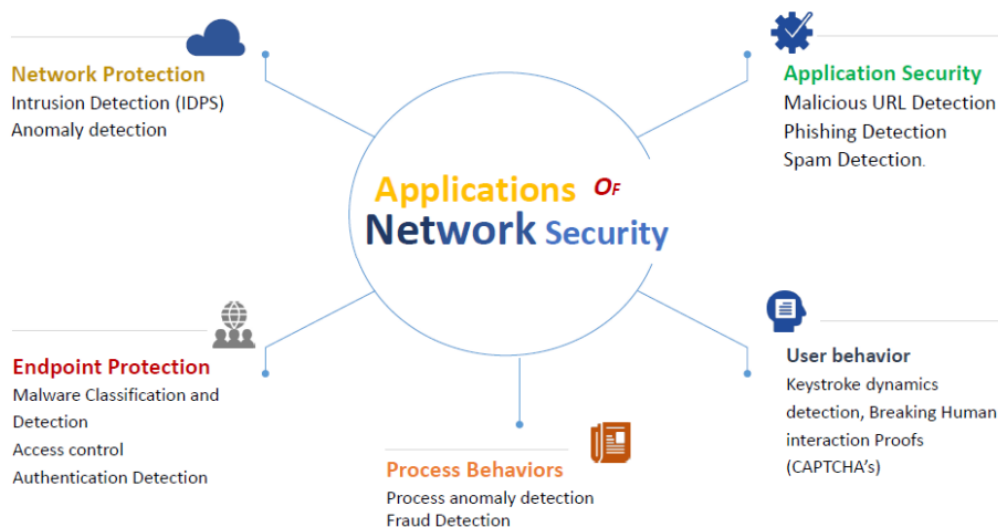 Network Protection
Intrusion Detection (IDPS)
Anomaly detection
Application Security
Malicious URL Detection
Phishing Detection
Spam Detection.
Applications OF
Network Security
Endpoint Protection
Malware Classification and
Detection
Access control
Authentication Detection
Process Behaviors
Process anomaly detection
Fraud Detection
User behavior
Keystroke dynamics
detection, Breaking Human
interaction Proofs
(CAPTCHA's)